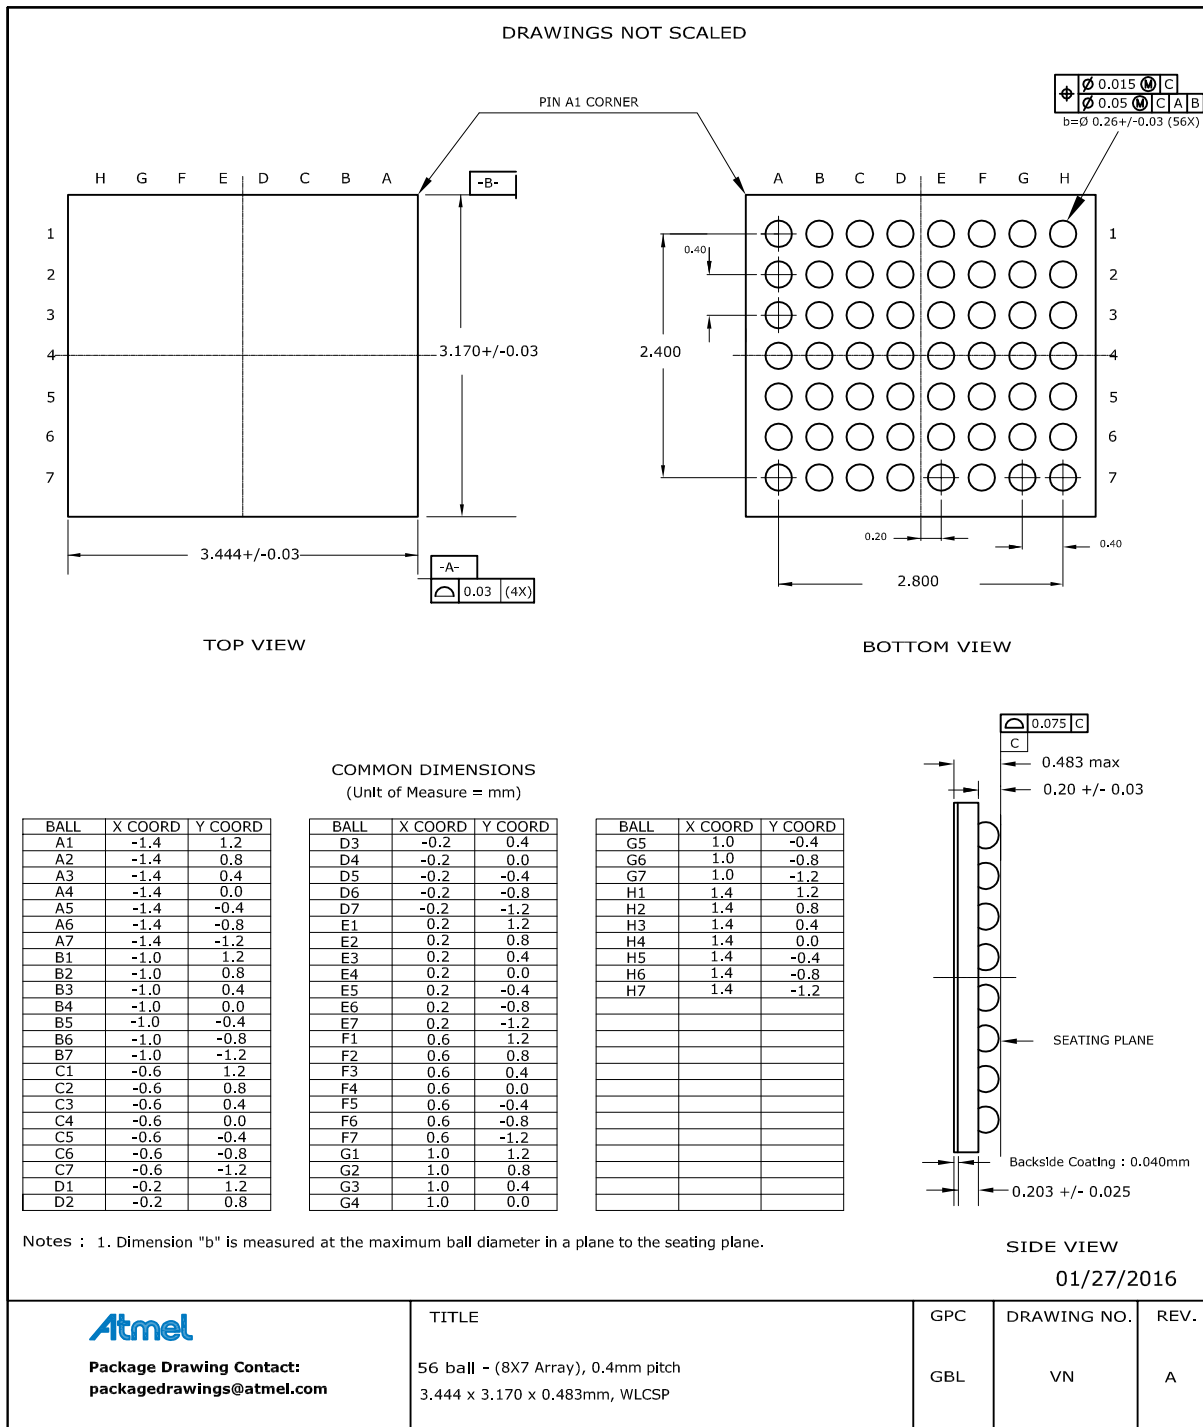 DRAWINGS NOT SCALED
⌖ Ø 0.015 Ⓜ C
Ø 0.05 Ⓜ C A B
b=Ø 0.26+/-0.03 (56X)
PIN A1 CORNER
H G F E D C B A
-B-
1
2
3
4
5
6
7
3.170+/-0.03
3.444+/-0.03
-A-
0.03 (4X)
TOP VIEW
A B C D E F G H
1
2
3
4
5
6
7
0.40
2.400
0.20
0.40
2.800
BOTTOM VIEW
COMMON DIMENSIONS
(Unit of Measure = mm)
BALL X COORD Y COORD
A1 -1.4 1.2
A2 -1.4 0.8
A3 -1.4 0.4
A4 -1.4 0.0
A5 -1.4 -0.4
A6 -1.4 -0.8
A7 -1.4 -1.2
B1 -1.0 1.2
B2 -1.0 0.8
B3 -1.0 0.4
B4 -1.0 0.0
B5 -1.0 -0.4
B6 -1.0 -0.8
B7 -1.0 -1.2
C1 -0.6 1.2
C2 -0.6 0.8
C3 -0.6 0.4
C4 -0.6 0.0
C5 -0.6 -0.4
C6 -0.6 -0.8
C7 -0.6 -1.2
D1 -0.2 1.2
D2 -0.2 0.8
BALL X COORD Y COORD
D3 -0.2 0.4
D4 -0.2 0.0
D5 -0.2 -0.4
D6 -0.2 -0.8
D7 -0.2 -1.2
E1 0.2 1.2
E2 0.2 0.8
E3 0.2 0.4
E4 0.2 0.0
E5 0.2 -0.4
E6 0.2 -0.8
E7 0.2 -1.2
F1 0.6 1.2
F2 0.6 0.8
F3 0.6 0.4
F4 0.6 0.0
F5 0.6 -0.4
F6 0.6 -0.8
F7 0.6 -1.2
G1 1.0 1.2
G2 1.0 0.8
G3 1.0 0.4
G4 1.0 0.0
BALL X COORD Y COORD
G5 1.0 -0.4
G6 1.0 -0.8
G7 1.0 -1.2
H1 1.4 1.2
H2 1.4 0.8
H3 1.4 0.4
H4 1.4 0.0
H5 1.4 -0.4
H6 1.4 -0.8
H7 1.4 -1.2
0.075 C
C
0.483 max
0.20 +/- 0.03
SEATING PLANE
Backside Coating : 0.040mm
0.203 +/- 0.025
SIDE VIEW
Notes : 1. Dimension "b" is measured at the maximum ball diameter in a plane to the seating plane.
01/27/2016
Atmel
Package Drawing Contact:
packagedrawings@atmel.com
TITLE
56 ball - (8X7 Array), 0.4mm pitch
3.444 x 3.170 x 0.483mm, WLCSP
GPC
GBL
DRAWING NO.
VN
REV.
A